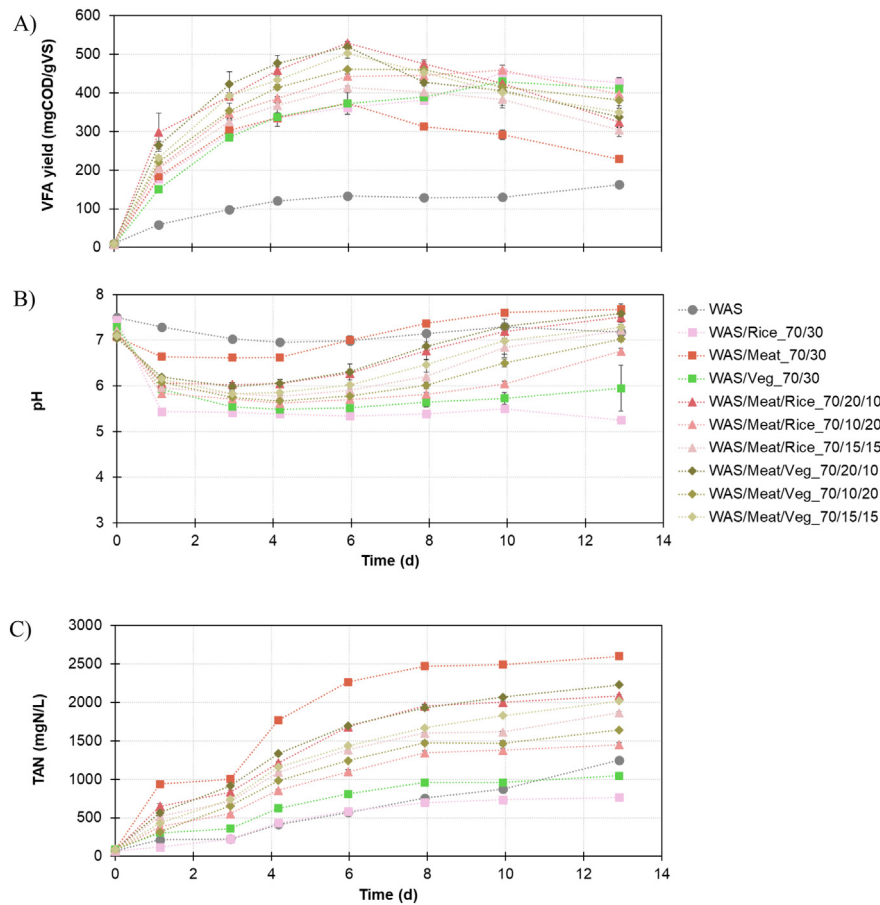 A)
VFA yield (mgCOD/gVS)
600
500
400
300
200
100
0
B)
pH
8
7
6
5
4
3
0
2
4
6
8
10
12
14
Time (d)
WAS
WAS/Rice_70/30
WAS/Meat_70/30
WAS/Veg_70/30
WAS/Meat/Rice_70/20/10
WAS/Meat/Rice_70/10/20
WAS/Meat/Rice_70/15/15
WAS/Meat/Veg_70/20/10
WAS/Meat/Veg_70/10/20
WAS/Meat/Veg_70/15/15
C)
TAN (mgN/L)
3000
2500
2000
1500
1000
500
0
0
2
4
6
8
10
12
14
Time (d)